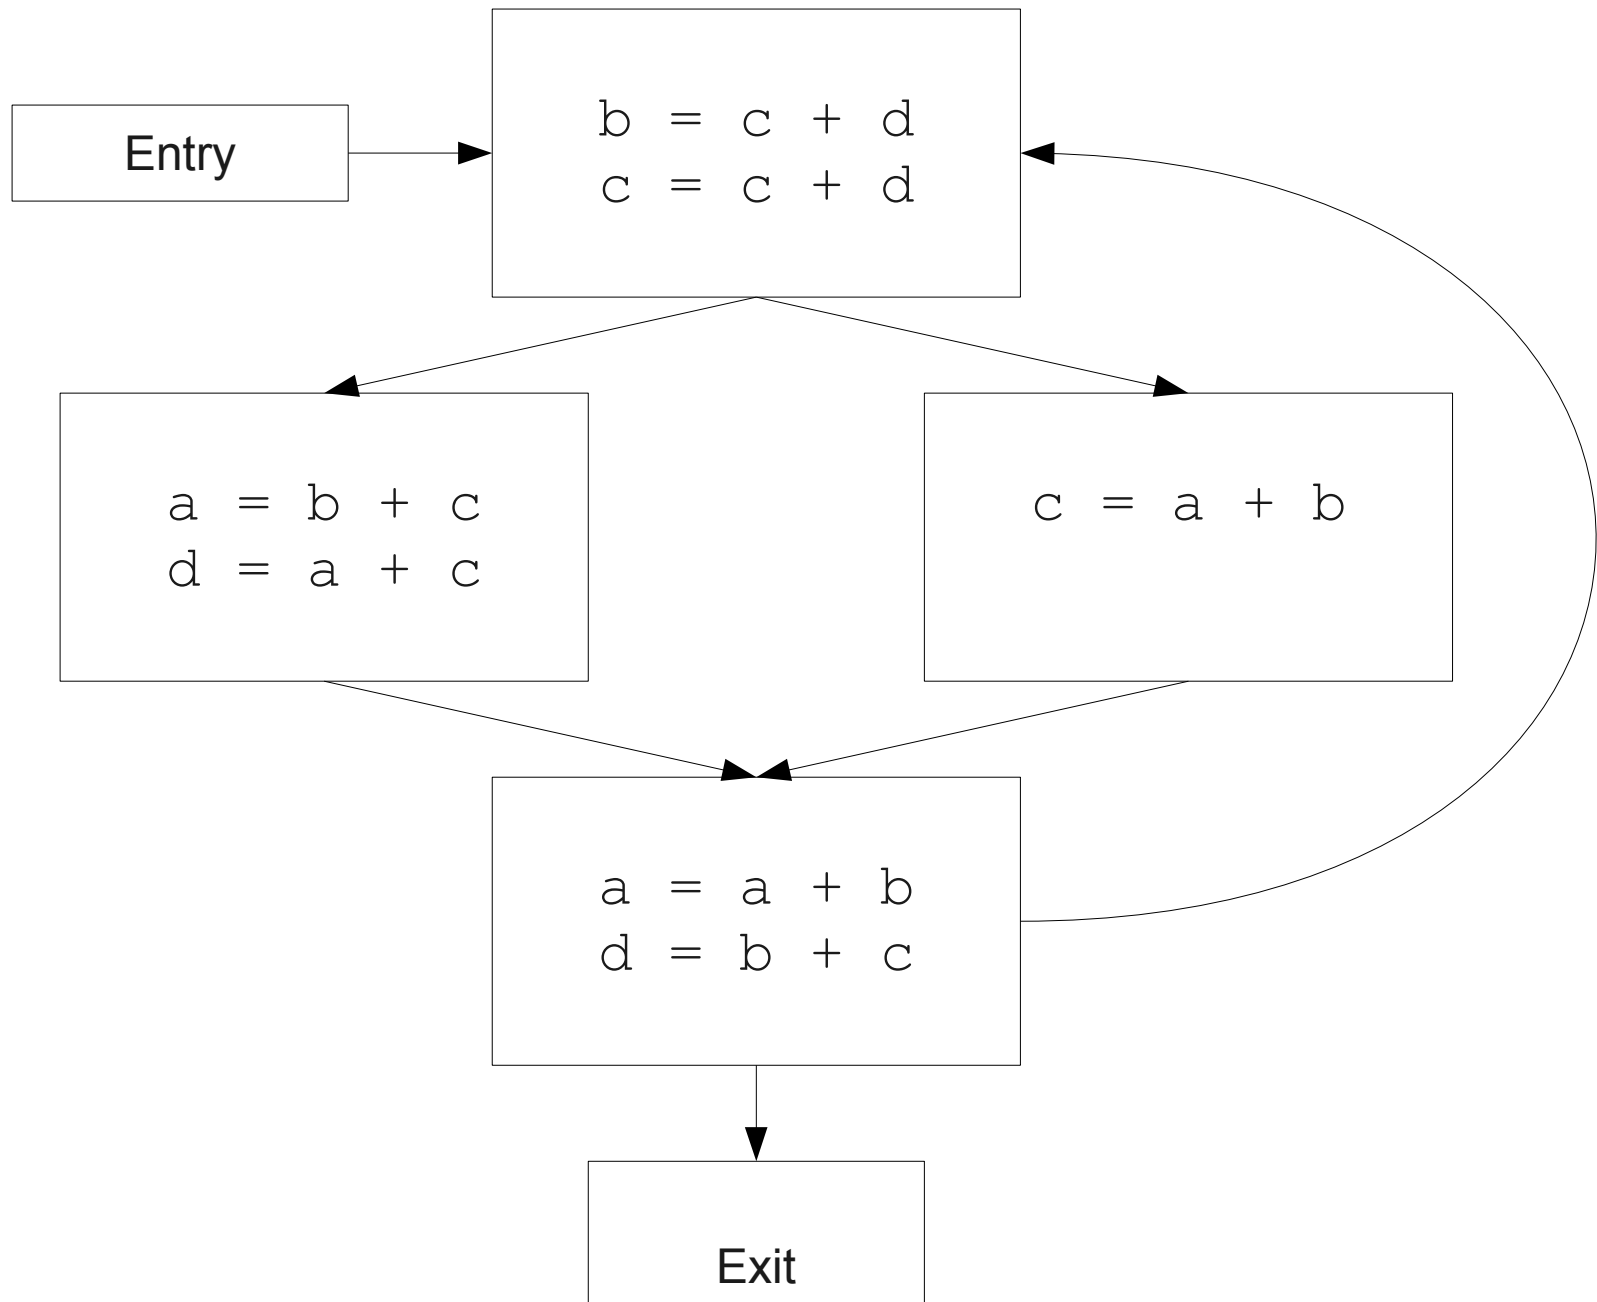 Entry
b = c + d
c = c + d
a = b + c
d = a + c
c = a + b
a = a + b
d = b + c
Exit